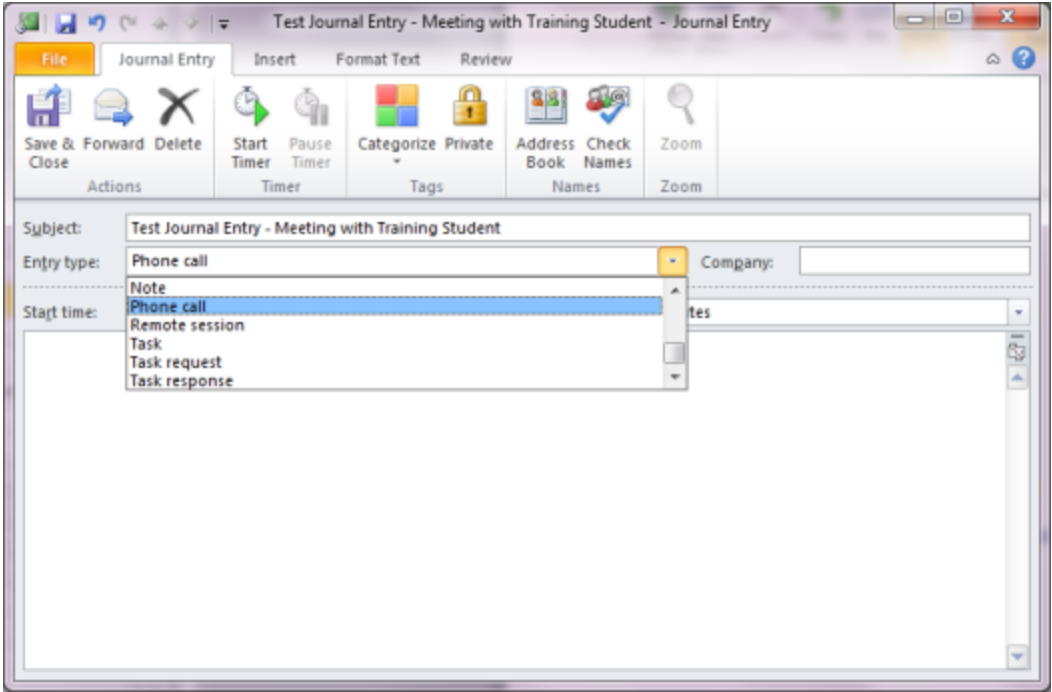 Test Journal Entry - Meeting with Training Student - Journal Entry
File Journal Entry Insert Format Text Review
Save & Close Forward Delete Start Timer Pause Timer Categorize Private Address Book Check Names Zoom
Actions Timer Tags Names Zoom
Subject: Test Journal Entry - Meeting with Training Student
Entry type: Phone call Company:
Note
Start time: Phone call tes
Remote session
Task
Task request
Task response